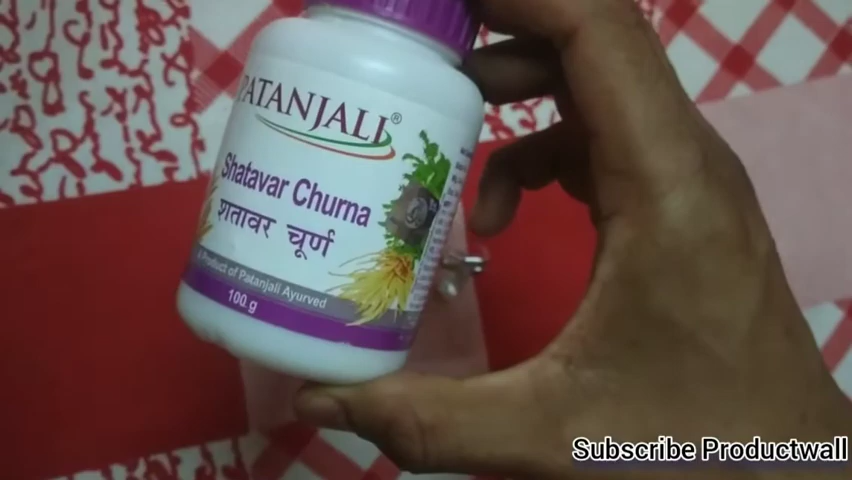 PATANJALI®
Shatavar Churna
शतावर चूर्ण
A Product of Patanjali Ayurved
100 g
Subscribe Productwall